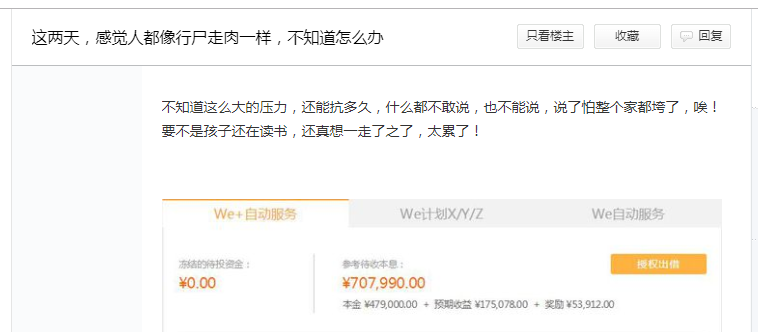 这两天，感觉人都像行尸走肉一样，不知道怎么办
只看楼主 收藏 回复
不知道这么大的压力，还能抗多久，什么都不敢说，也不能说，说了怕整个家都垮了，唉！
要不是孩子还在读书，还真想一走了之了，太累了！
We+自动服务 We计划X/Y/Z We自动服务
冻结的待投资金：
¥0.00
参考待收本息：
¥707,990.00
本金 ¥479,000.00 + 预期收益 ¥175,078.00 + 奖励 ¥53,912.00
授权出借